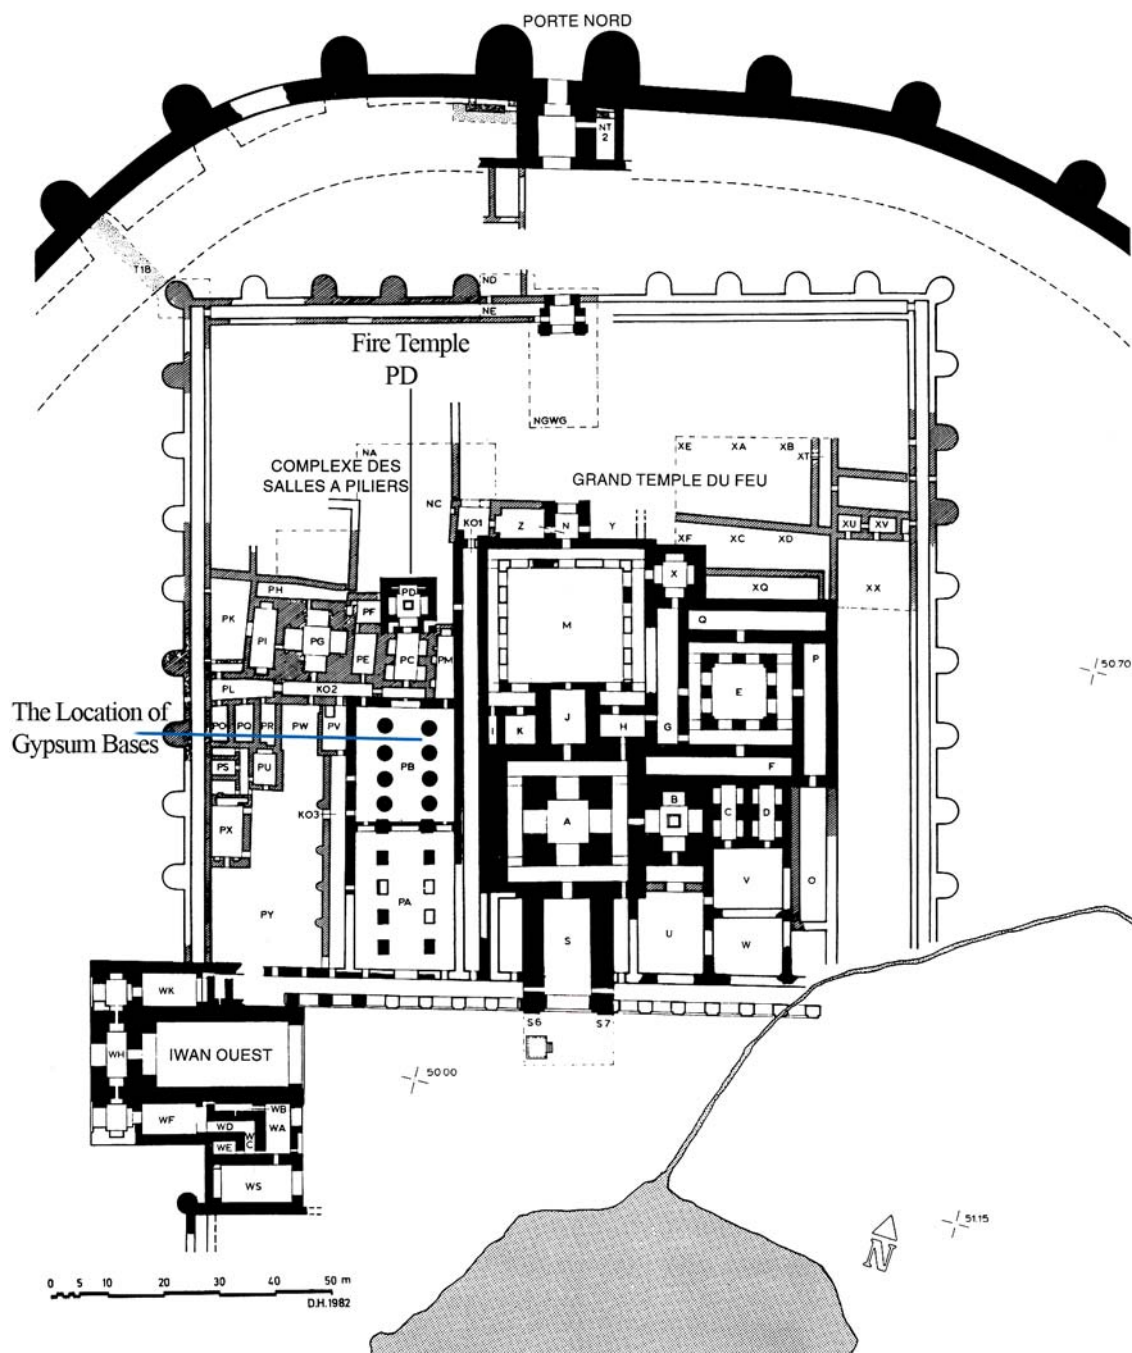 PORTE NORD
NT
2
T1B
ND
NE
Fire Temple
PD
NGWG
NA
COMPLEXE DES
SALLES A PILIERS
NC
GRAND TEMPLE DU FEU
XE
XA
XB
XT
KO1
Z
N
Y
XU
XV
XF
XC
XD
X
XQ
XX
PH
PD
PF
PK
PI
PG
PE
PC
PM
M
Q
P
E
PL
KO2
The Location of
Gypsum Bases
PO
PQ
PR
PW
PV
I
K
J
H
G
PS
PU
PB
F
KO3
PX
A
B
C
D
PA
V
O
PY
S
U
W
WK
S6
S7
WH
IWAN OUEST
50 00
50.70
WF
WB
WD
WA
W
C
WE
WS
N
51.15
0 5 10 20 30 40 50 m
D.H.1982